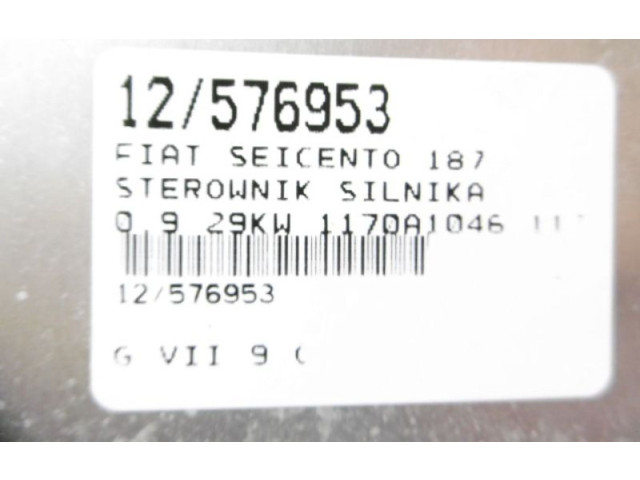 12/576953
FIAT SEICENTO 187
STEROWNIK SILNIKA
0.9 29KW 1170A1046
12/576953
G VII 9